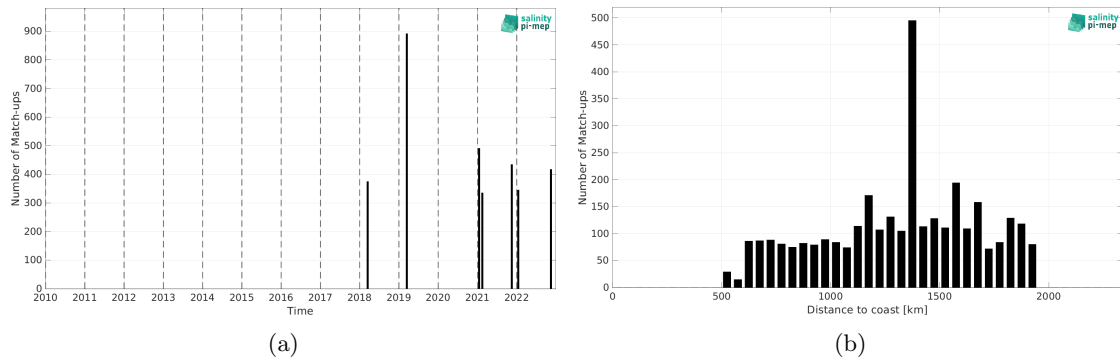 salinity
pi-mep
900
800
700
600
500
400
300
200
100
0
Number of Match-ups
2010 2011 2012 2013 2014 2015 2016 2017 2018 2019 2020 2021 2022
Time
(a)
salinity
pi-mep
500
450
400
350
300
250
200
150
100
50
0
Number of Match-ups
0 500 1000 1500 2000
Distance to coast [km]
(b)